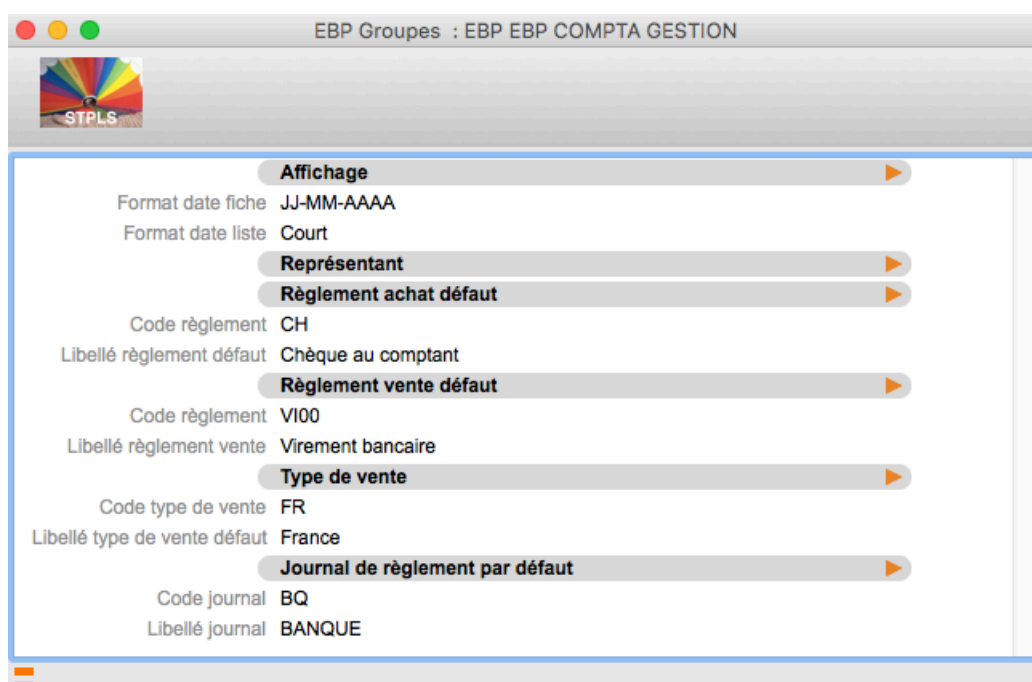 EBP Groupes : EBP EBP COMPTA GESTION
STPLS
Affichage
Format date fiche JJ-MM-AAAA
Format date liste Court
Représentant
Règlement achat défaut
Code règlement CH
Libellé règlement défaut Chèque au comptant
Règlement vente défaut
Code règlement VI00
Libellé règlement vente Virement bancaire
Type de vente
Code type de vente FR
Libellé type de vente défaut France
Journal de règlement par défaut
Code journal BQ
Libellé journal BANQUE